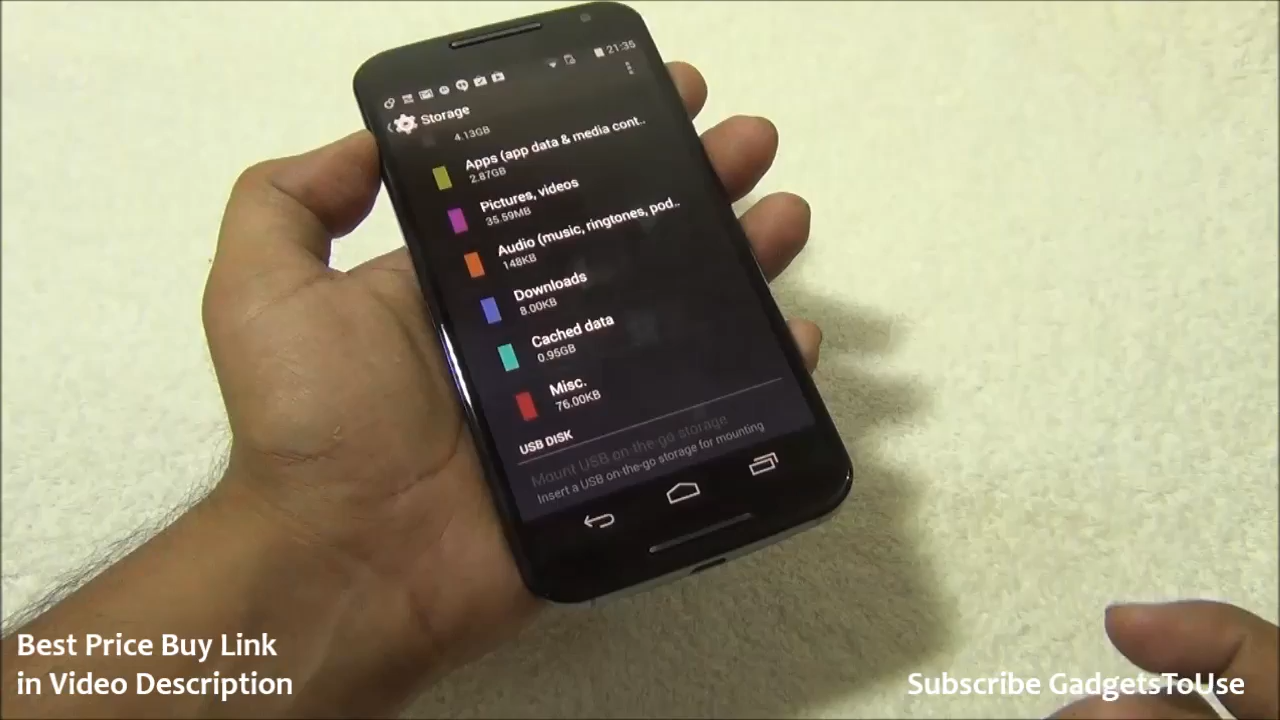 21:35
Storage
4.13GB
Apps (app data & media cont..
2.87GB
Pictures, videos
35.59MB
Audio (music, ringtones, pod..
148KB
Downloads
8.00KB
Cached data
0.95GB
Misc.
76.00KB
USB DISK
Mount USB on-the-go storage
Insert a USB on-the-go storage for mounting
Best Price Buy Link
in Video Description
Subscribe GadgetsToUse